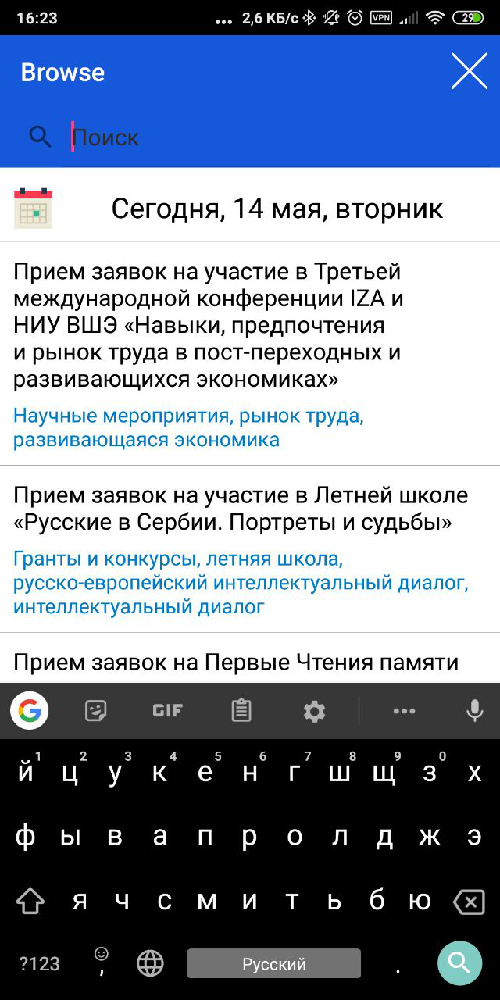 16:23
... 2,6 КБ/с VPN 29
Browse
Поиск
Сегодня, 14 мая, вторник
Прием заявок на участие в Третьей
международной конференции IZA и
НИУ ВШЭ «Навыки, предпочтения
и рынок труда в пост-переходных и
развивающихся экономиках»
Научные мероприятия, рынок труда,
развивающаяся экономика
Прием заявок на участие в Летней школе
«Русские в Сербии. Портреты и судьбы»
Гранты и конкурсы, летняя школа,
русско-европейский интеллектуальный диалог,
интеллектуальный диалог
Прием заявок на Первые Чтения памяти
G GIF ...
1 2 3 4 5 6 7 8 9 0
й ц у к е н г ш щ з х
ф ы в а п р о л д ж э
я ч с м и т ь б ю
?123 , Русский .